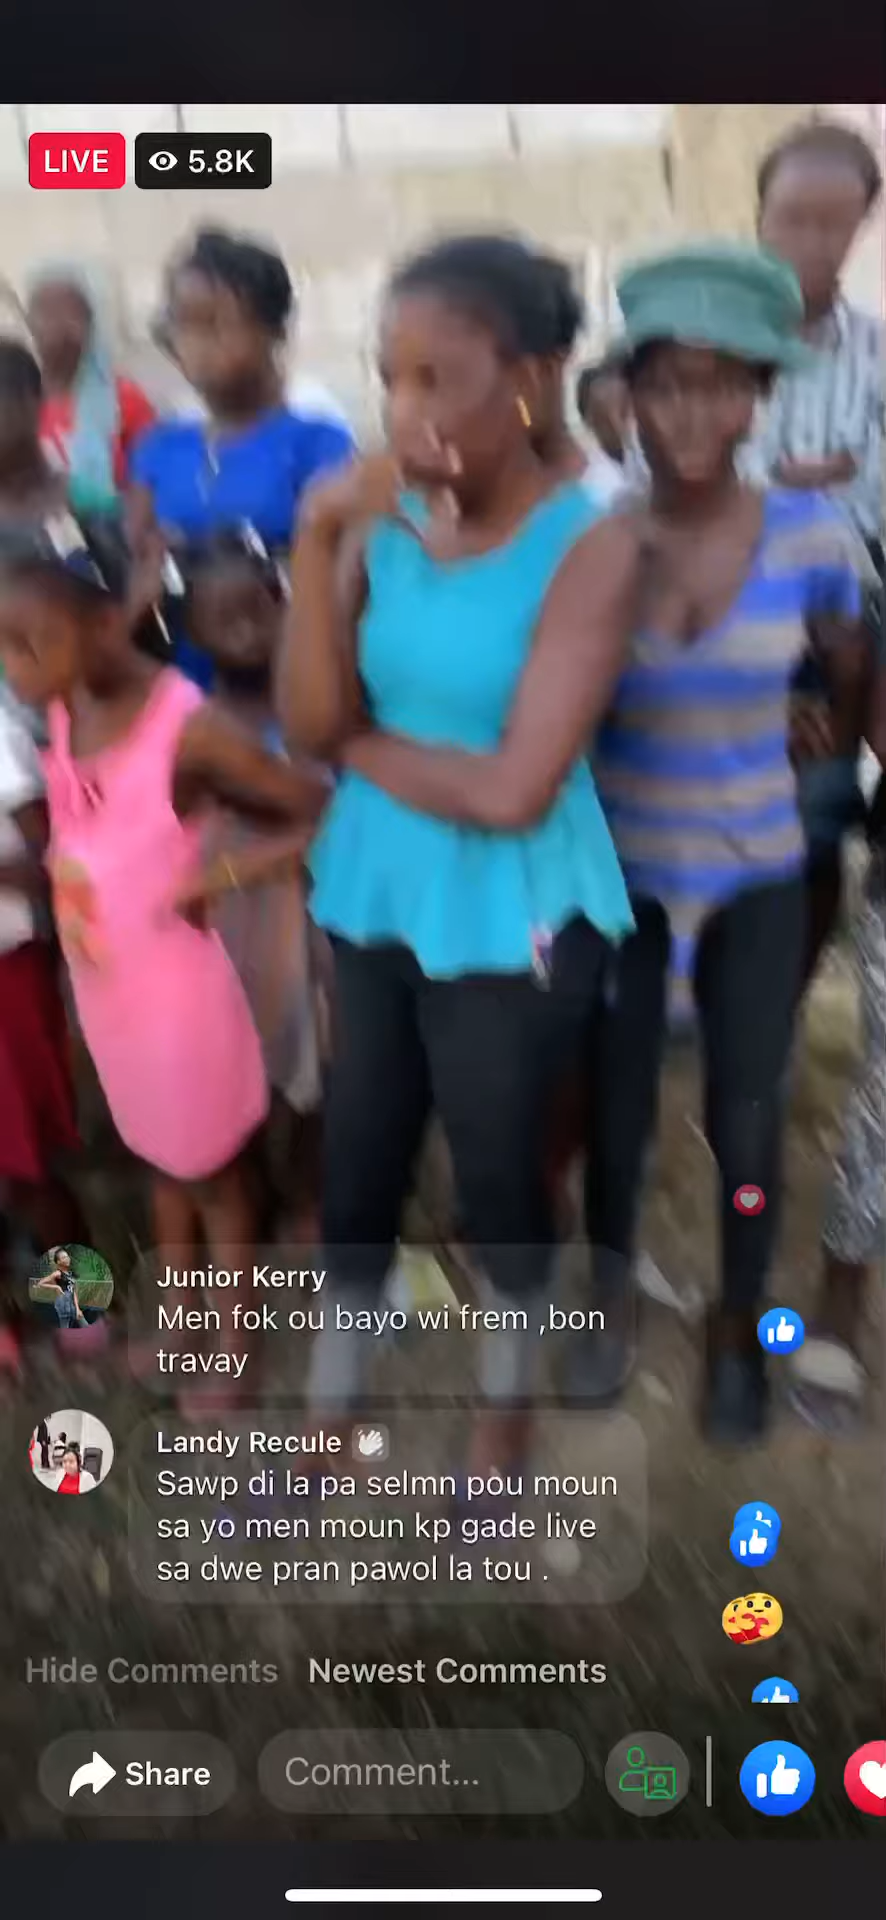 LIVE 5.8K
Junior Kerry
Men fok ou bayo wi frem ,bon
travay
Landy Recule
Sawp di la pa selmn pou moun
sa yo men moun kp gade live
sa dwe pran pawol la tou .
Hide Comments Newest Comments
Share Comment...